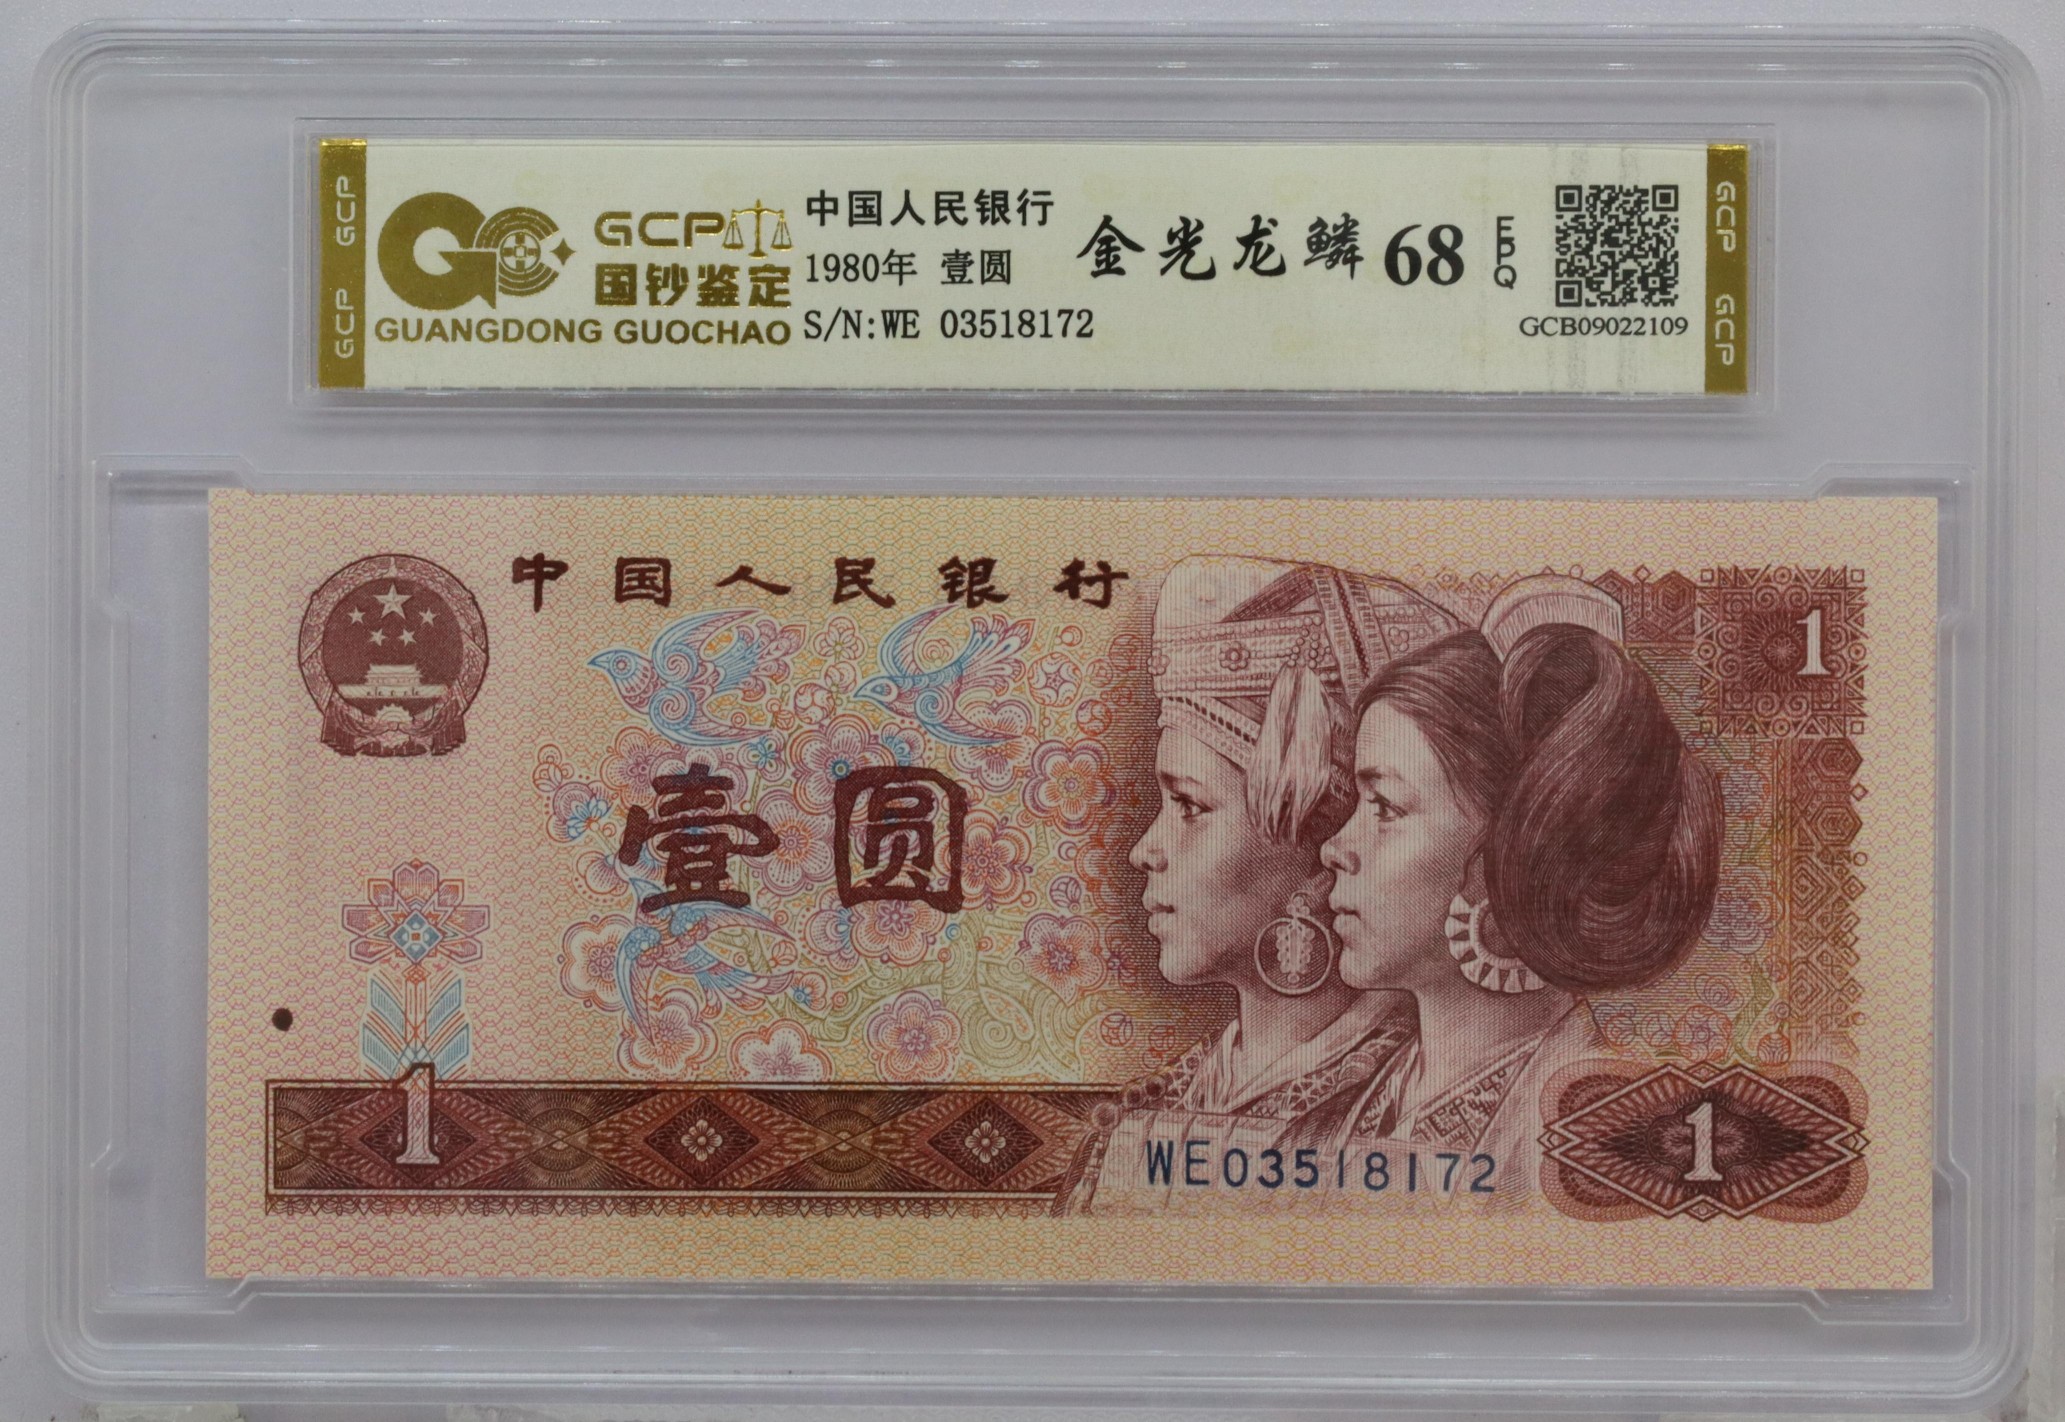 GCP
GCP
GCP
国钞鉴定
GUANGDONG GUOCHAO
中国人民银行
1980年 壹圆
S/N:WE 03518172
金光龙鳞 68
EPQ
GCB09022109
GCP
GCP
中国人民银行
1
壹圆
1
WE03518172
1